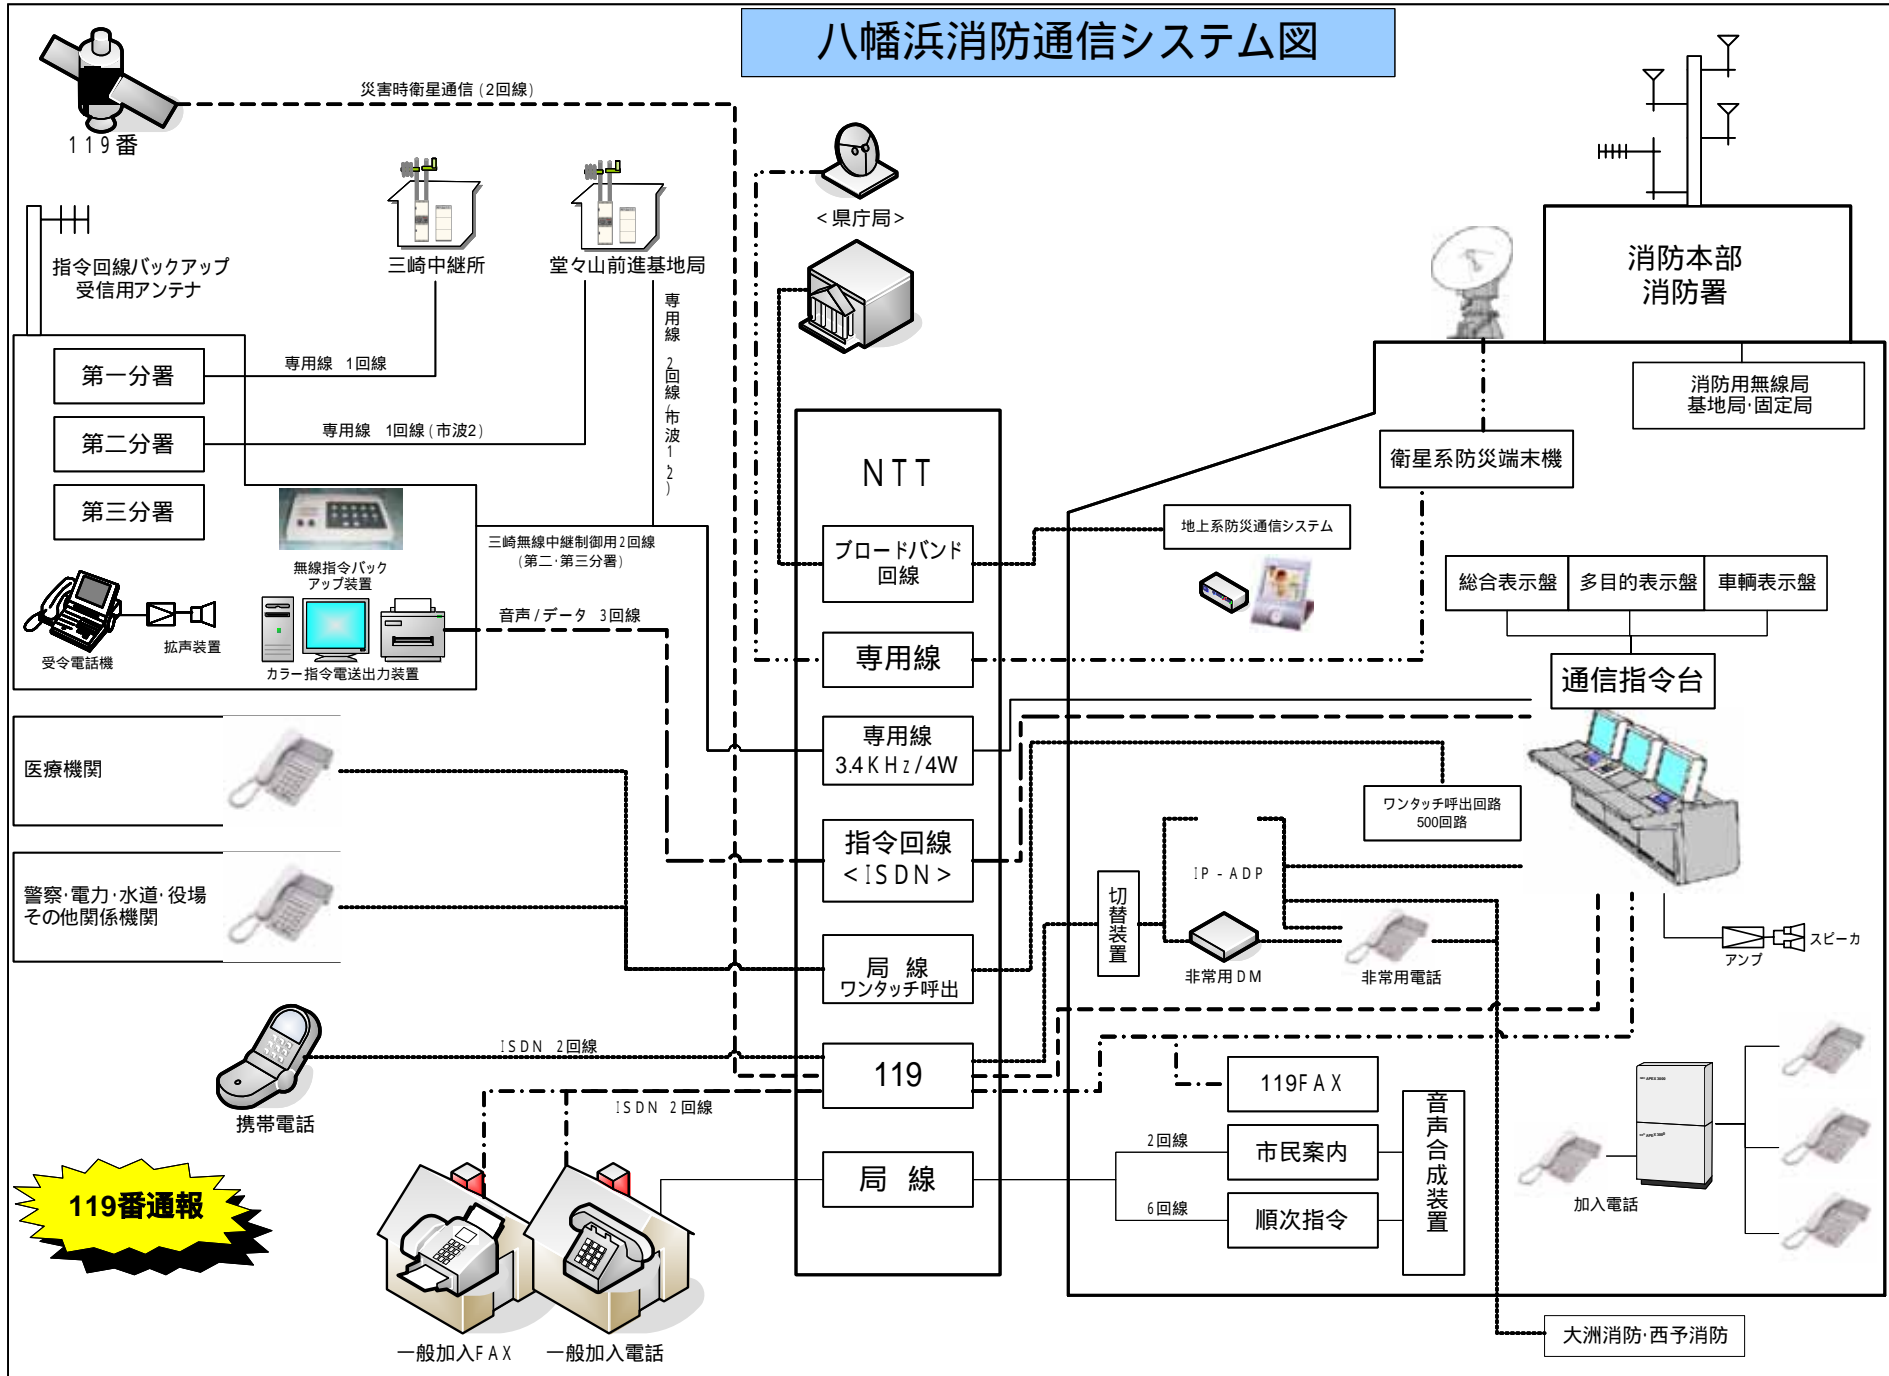 八幡浜消防通信システム図
災害時衛星通信(2回線)
119番
<県庁局>
三崎中継所
堂々山前進基地局
指令回線バックアップ
受信用アンテナ
専用線 2回線(市波1,2)
消防本部
消防署
第一分署
専用線 1回線
第二分署
専用線 1回線(市波2)
第三分署
消防用無線局
基地局・固定局
衛星系防災端末機
NTT
地上系防災通信システム
ブロードバンド
回線
三崎無線中継制御用2回線
(第二・第三分署)
無線指令バック
アップ装置
総合表示盤
多目的表示盤
車輌表示盤
音声/データ 3回線
受令電話機
拡声装置
カラー指令電送出力装置
専用線
通信指令台
専用線
3.4KHz/4W
医療機関
ワンタッチ呼出回路
500回路
指令回線
<ISDN>
IP-ADP
切替装置
警察・電力・水道・役場
その他関係機関
非常用DM
非常用電話
アンプ
スピーカ
局 線
ワンタッチ呼出
ISDN 2回線
119
携帯電話
ISDN 2回線
119FAX
音声合成装置
2回線
市民案内
局 線
6回線
順次指令
加入電話
119番通報
一般加入FAX
一般加入電話
大洲消防・西予消防